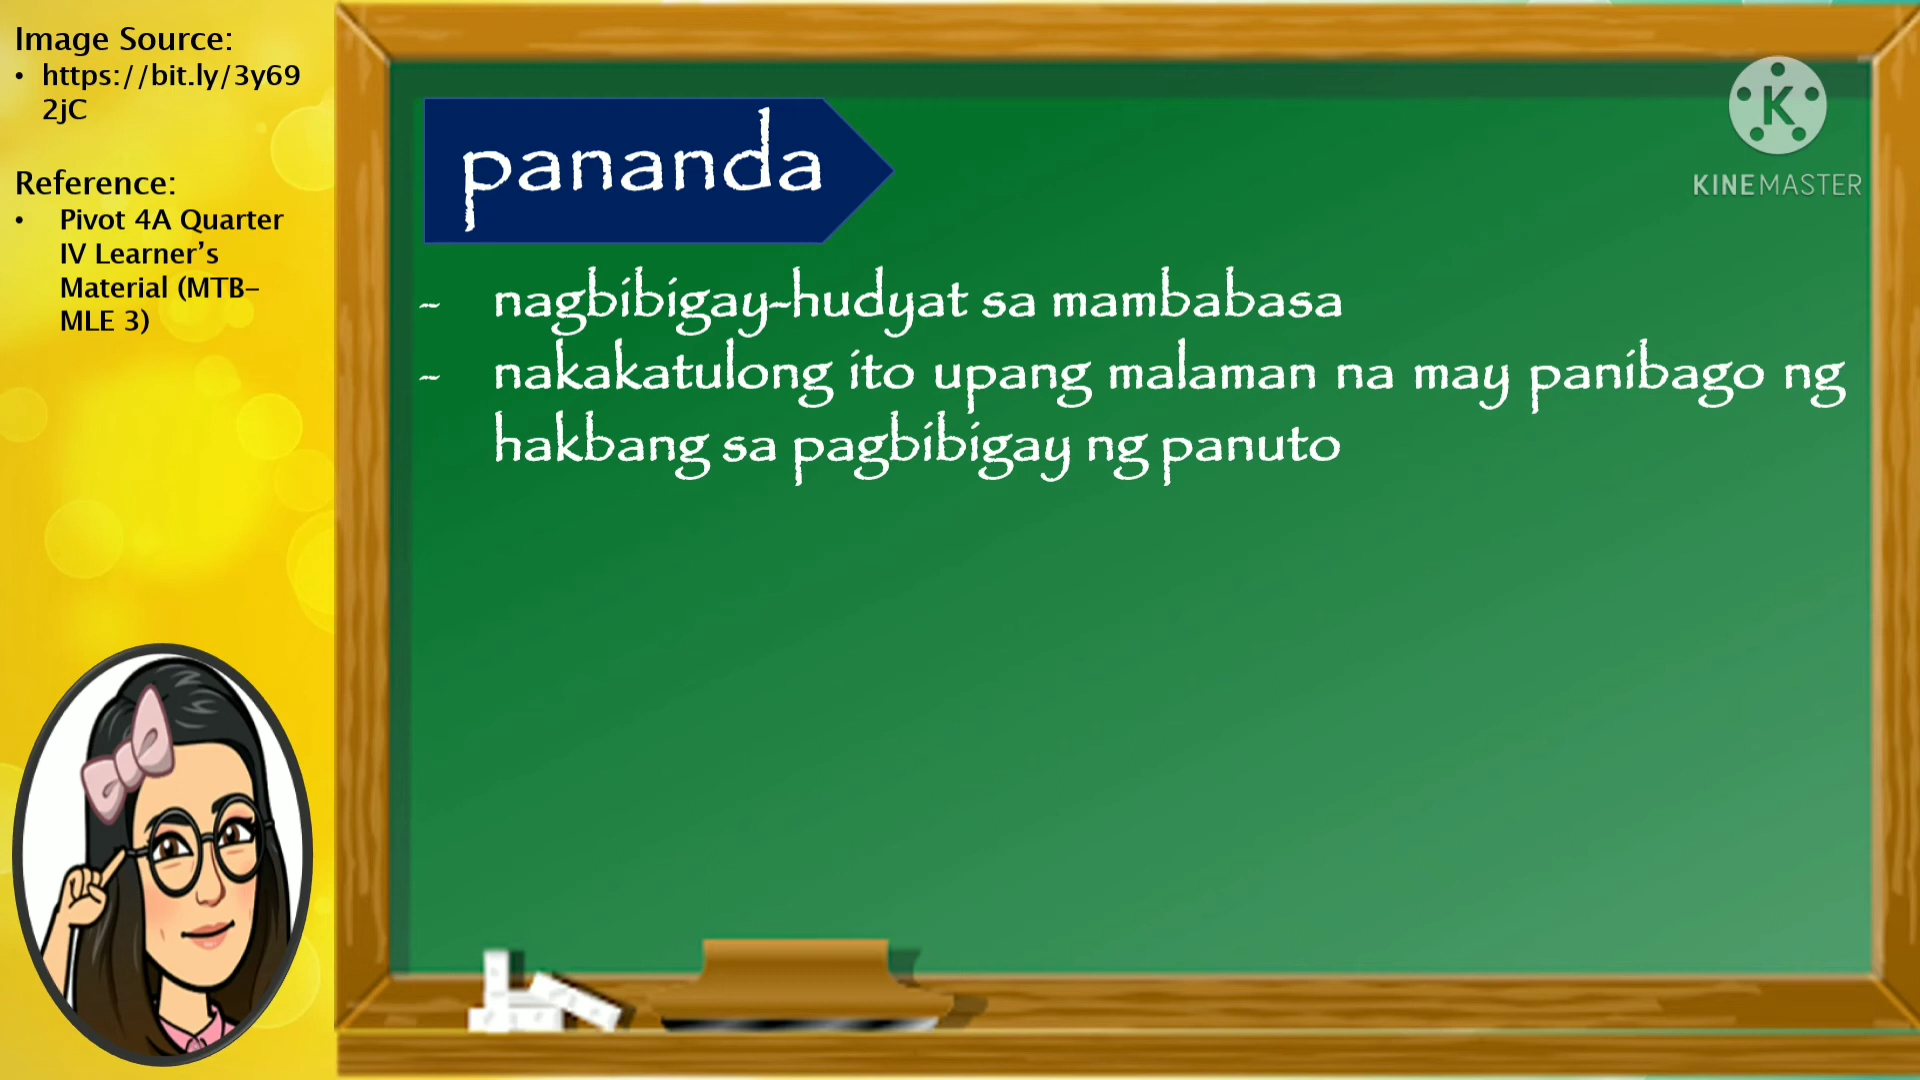 Image Source:
• https://bit.ly/3y69
2jC
Reference:
• Pivot 4A Quarter
IV Learner’s
Material (MTB-
MLE 3)
pananda
- nagbibigay-hudyat sa mambabasa
- nakakatulong ito upang malaman na may panibago ng
hakbang sa pagbibigay ng panuto
K
KINEMASTER